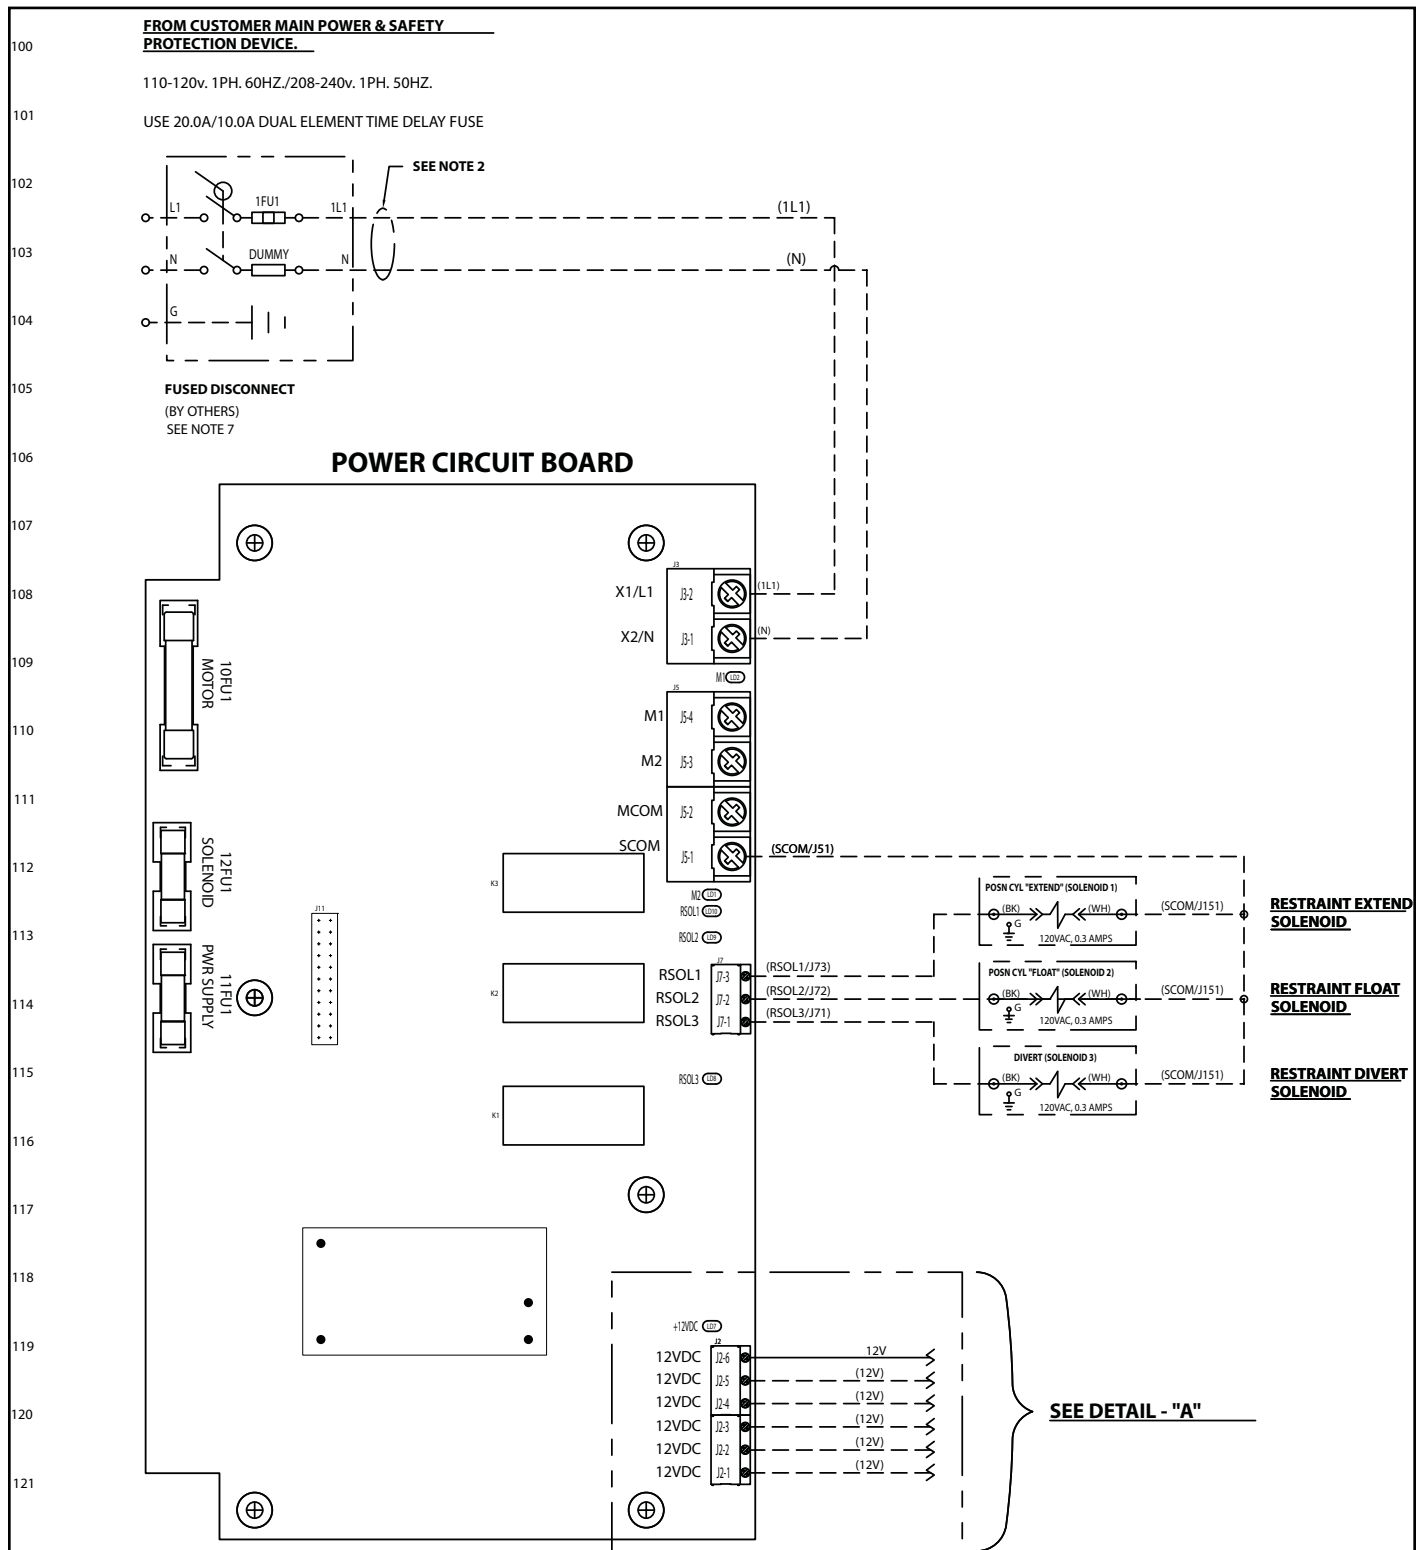 FROM CUSTOMER MAIN POWER & SAFETY
PROTECTION DEVICE.
100
110-120v. 1PH. 60HZ./208-240v. 1PH. 50HZ.
101
USE 20.0A/10.0A DUAL ELEMENT TIME DELAY FUSE
SEE NOTE 2
102
L1
1FU1
1L1
(1L1)
103
N
DUMMY
N
(N)
104
G
105
FUSED DISCONNECT
(BY OTHERS)
SEE NOTE 7
106
POWER CIRCUIT BOARD
107
J3
108
X1/L1
J3-2
(1L1)
X2/N
J3-1
(N)
109
10FU1
MOTOR
M1
LD2
J5
110
M1
J5-4
M2
J5-3
111
MCOM
J5-2
SCOM
J5-1
(SCOM/J51)
112
12FU1
SOLENOID
K3
M2
LD1
RSOL1
LD10
RSOL2
LD9
J11
POSN CYL "EXTEND" (SOLENOID 1)
(BK)
(WH)
G
120VAC, 0.3 AMPS
(SCOM/J151)
RESTRAINT EXTEND
SOLENOID
113
11FU1
PWR SUPPLY
K2
J7
RSOL1
J7-3
(RSOL1/J73)
RSOL2
J7-2
(RSOL2/J72)
RSOL3
J7-1
(RSOL3/J71)
114
POSN CYL "FLOAT" (SOLENOID 2)
(BK)
(WH)
G
120VAC, 0.3 AMPS
(SCOM/J151)
RESTRAINT FLOAT
SOLENOID
115
RSOL3
LD8
K1
DIVERT (SOLENOID 3)
(BK)
(WH)
G
120VAC, 0.3 AMPS
(SCOM/J151)
RESTRAINT DIVERT
SOLENOID
116
117
118
+12VDC
LD7
119
J2
12VDC
J2-6
12V
12VDC
J2-5
(12V)
12VDC
J2-4
(12V)
120
12VDC
J2-3
(12V)
12VDC
J2-2
(12V)
12VDC
J2-1
(12V)
121
SEE DETAIL - "A"